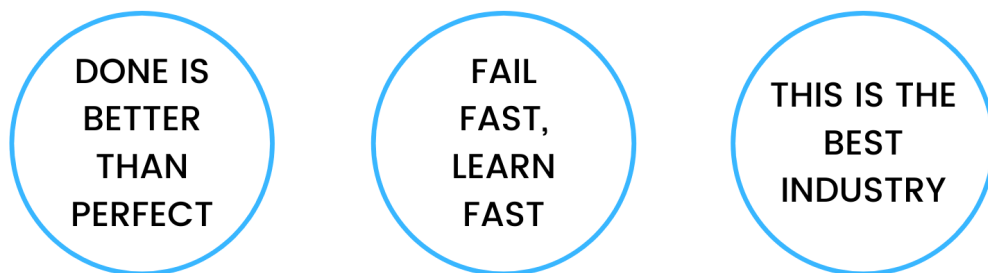 DONE IS
BETTER
THAN
PERFECT
FAIL
FAST,
LEARN
FAST
THIS IS THE
BEST
INDUSTRY